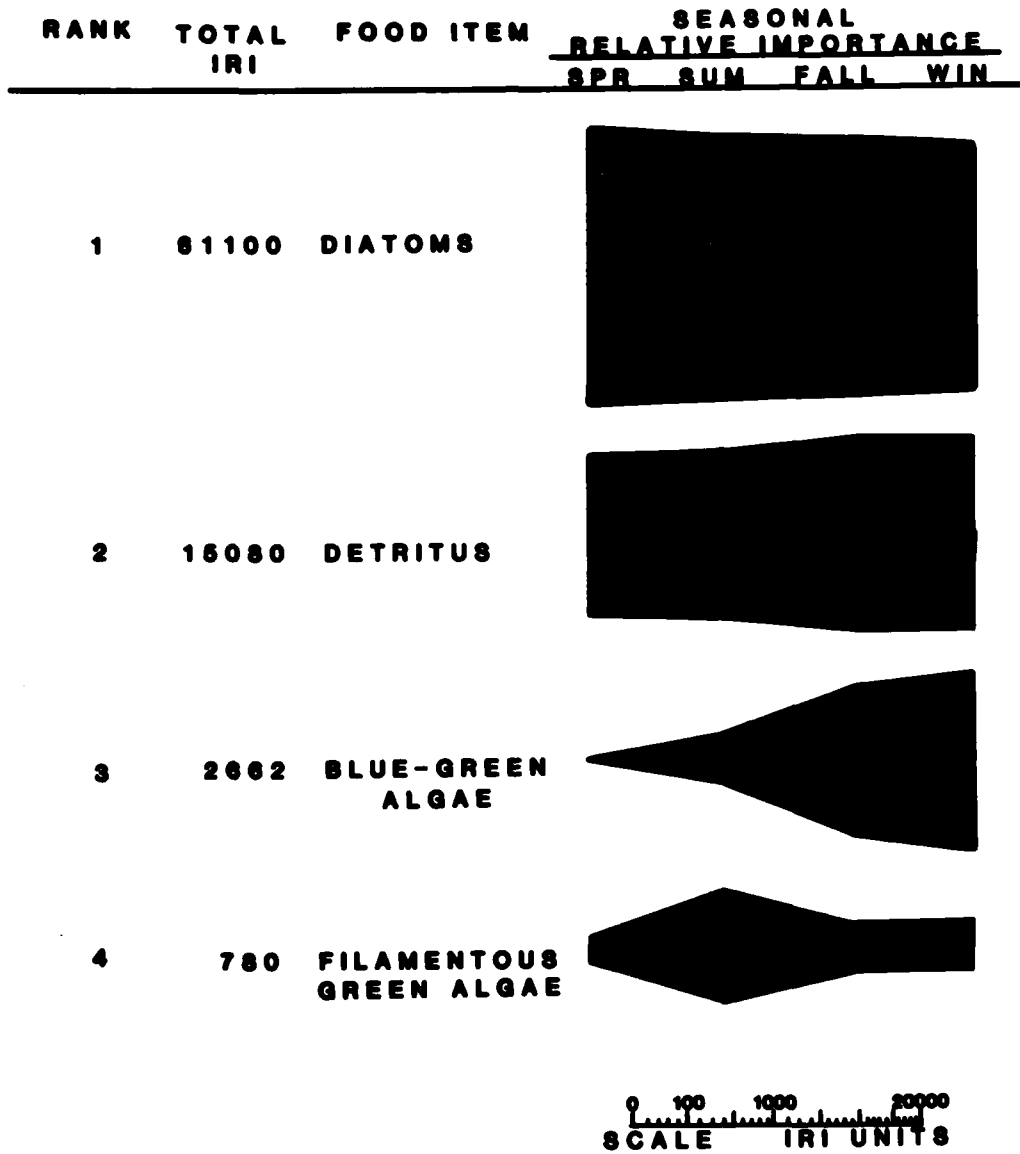 RANK TOTAL IRI FOOD ITEM SEASONAL
RELATIVE IMPORTANCE
SPR SUM FALL WIN
1 61100 DIATOMS
2 15080 DETRITUS
3 2662 BLUE-GREEN
ALGAE
4 780 FILAMENTOUS
GREEN ALGAE
0 100 1000 20000
SCALE IRI UNITS